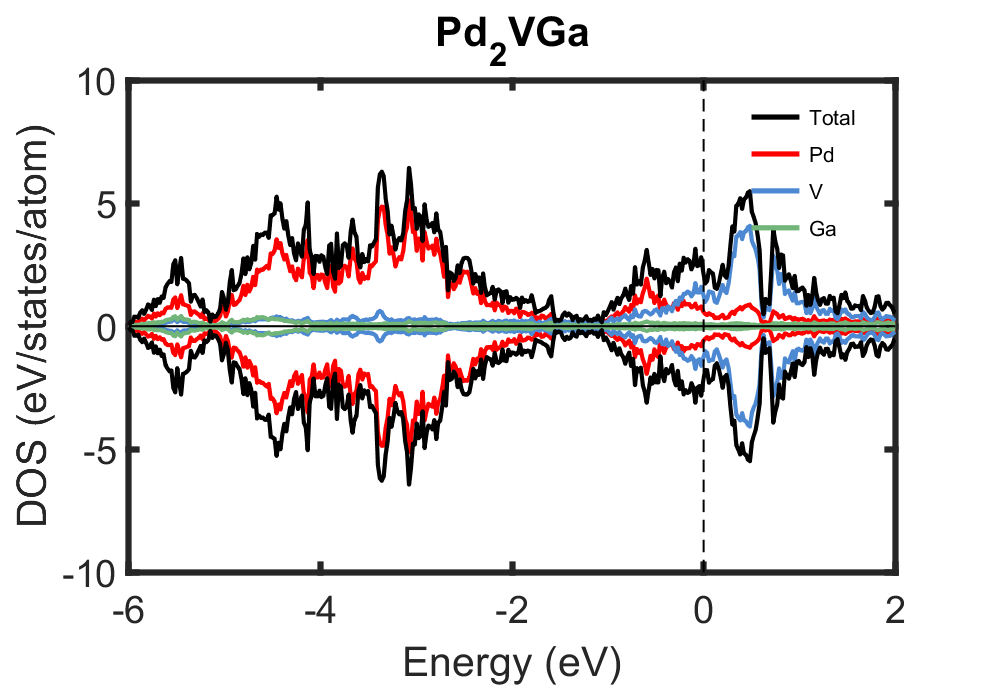 Pd₂VGa
10
5
0
0
-5
-10
DOS (eV/states/atom)
Total
Pd
V
Ga
-6 -4 -2 0 2
Energy (eV)